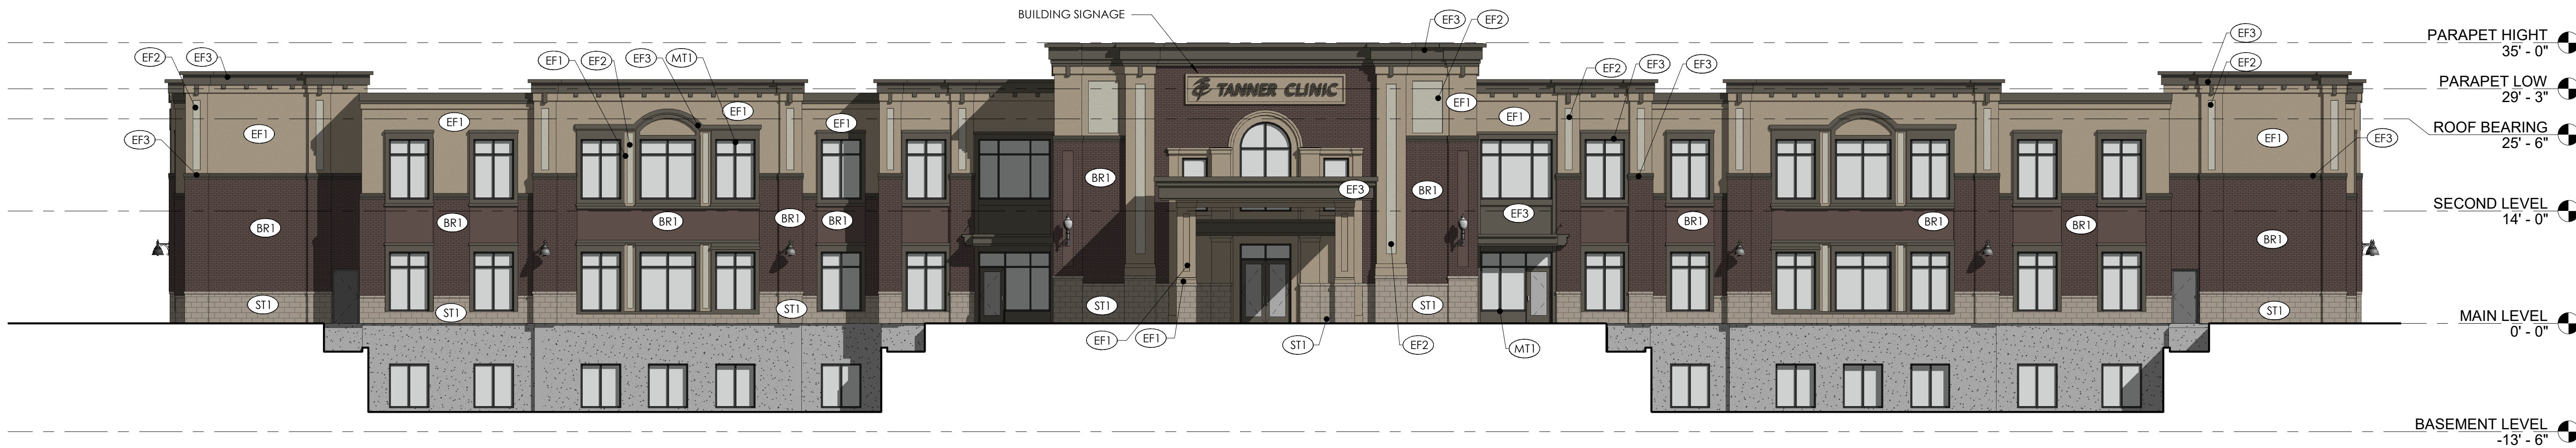 BUILDING SIGNAGE
EF3
EF2
EF3
PARAPET HIGHT
35' - 0"
EF2
EF3
EF1
EF2
EF3
MT1
EF2
EF3
EF3
EF2
TANNER CLINIC
PARAPET LOW
29' - 3"
EF1
EF1
EF1
EF1
EF1
EF1
EF1
ROOF BEARING
25' - 6"
EF3
EF3
BR1
EF3
BR1
SECOND LEVEL
14' - 0"
BR1
BR1
BR1
BR1
BR1
EF3
BR1
BR1
BR1
BR1
ST1
ST1
ST1
ST1
ST1
ST1
MAIN LEVEL
0' - 0"
EF1
EF1
ST1
EF2
MT1
BASEMENT LEVEL
-13' - 6"